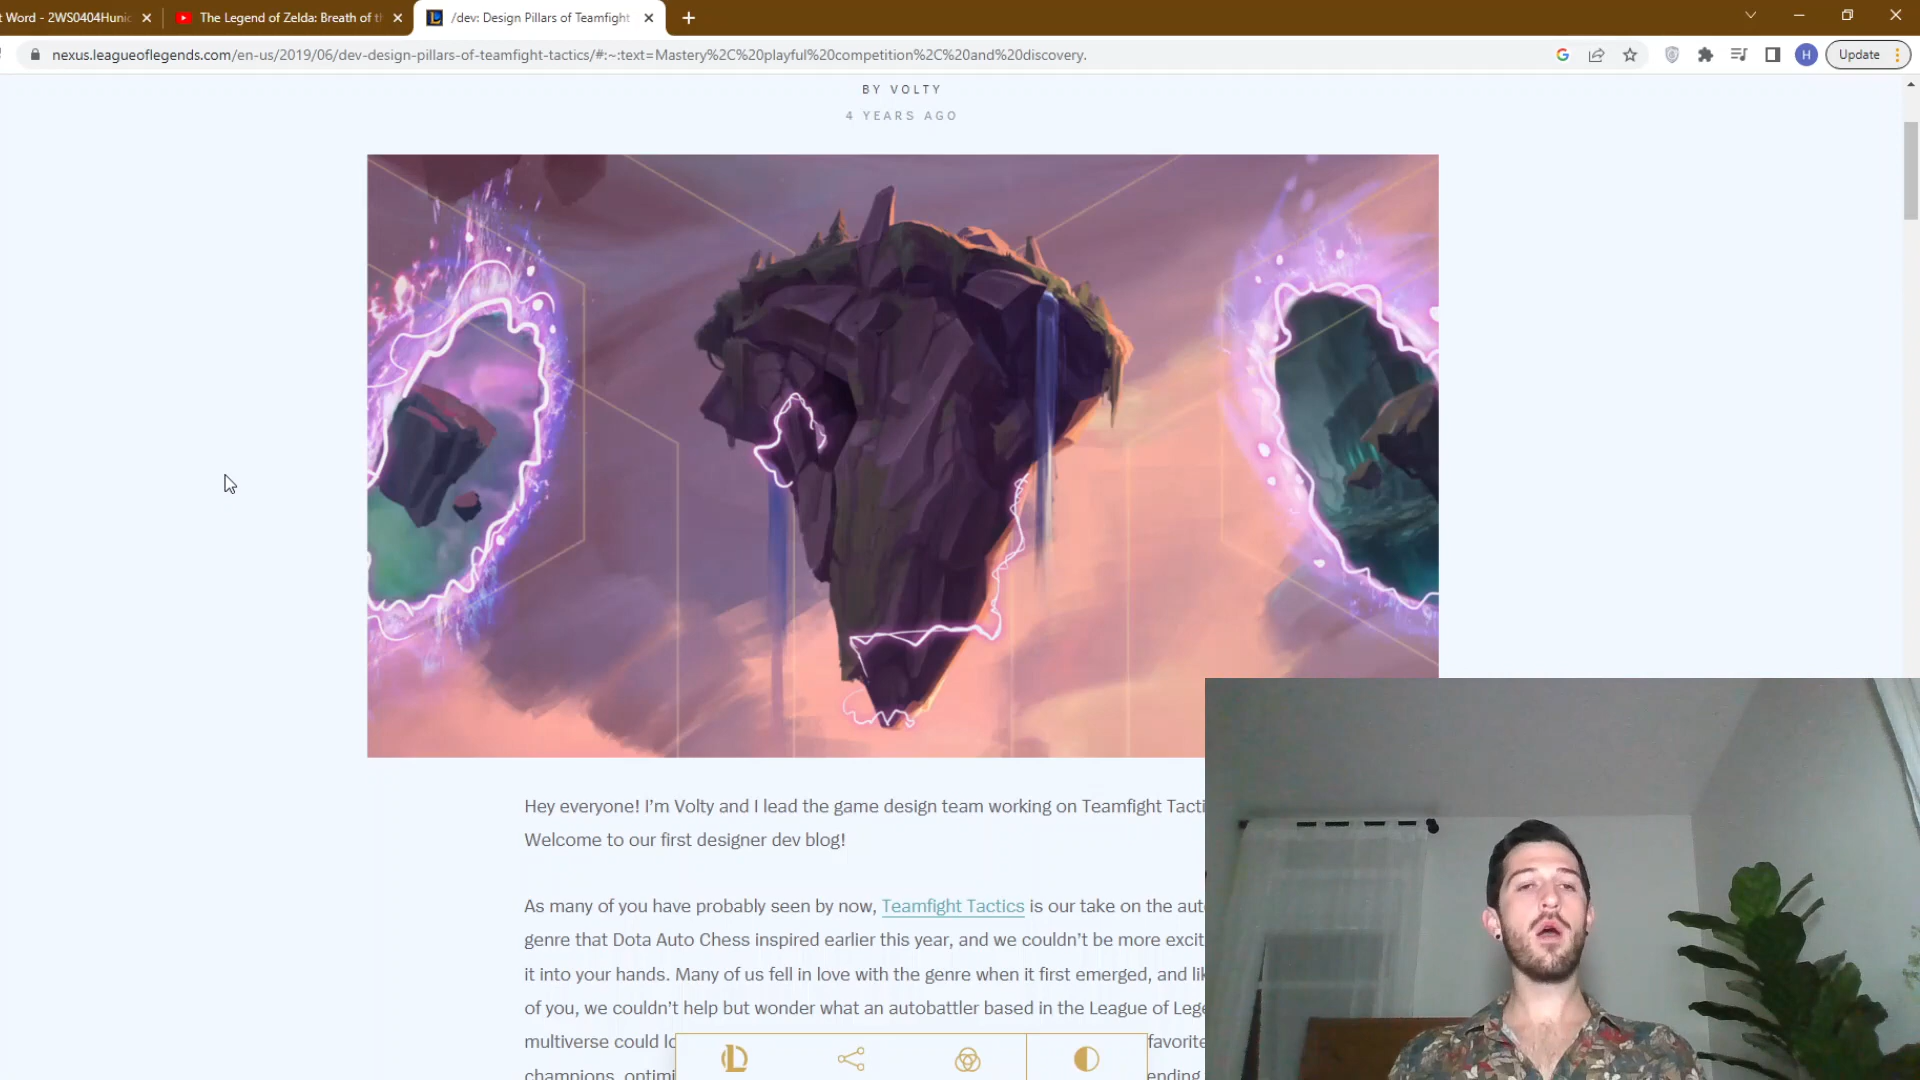 t Word - 2WS0404Hunic
The Legend of Zelda: Breath of t
/dev: Design Pillars of Teamfight
nexus.leagueoflegends.com/en-us/2019/06/dev-design-pillars-of-teamfight-tactics/#:~:text=Mastery%2C%20playful%20competition%2C%20and%20discovery.
H
Update
BY VOLTY
4 YEARS AGO
Hey everyone! I'm Volty and I lead the game design team working on Teamfight Tacti
Welcome to our first designer dev blog!
As many of you have probably seen by now, Teamfight Tactics is our take on the aut
genre that Dota Auto Chess inspired earlier this year, and we couldn't be more excit
it into your hands. Many of us fell in love with the genre when it first emerged, and li
of you, we couldn't help but wonder what an autobattler based in the League of Lege
multiverse could lo favorite
champions, optimi ending